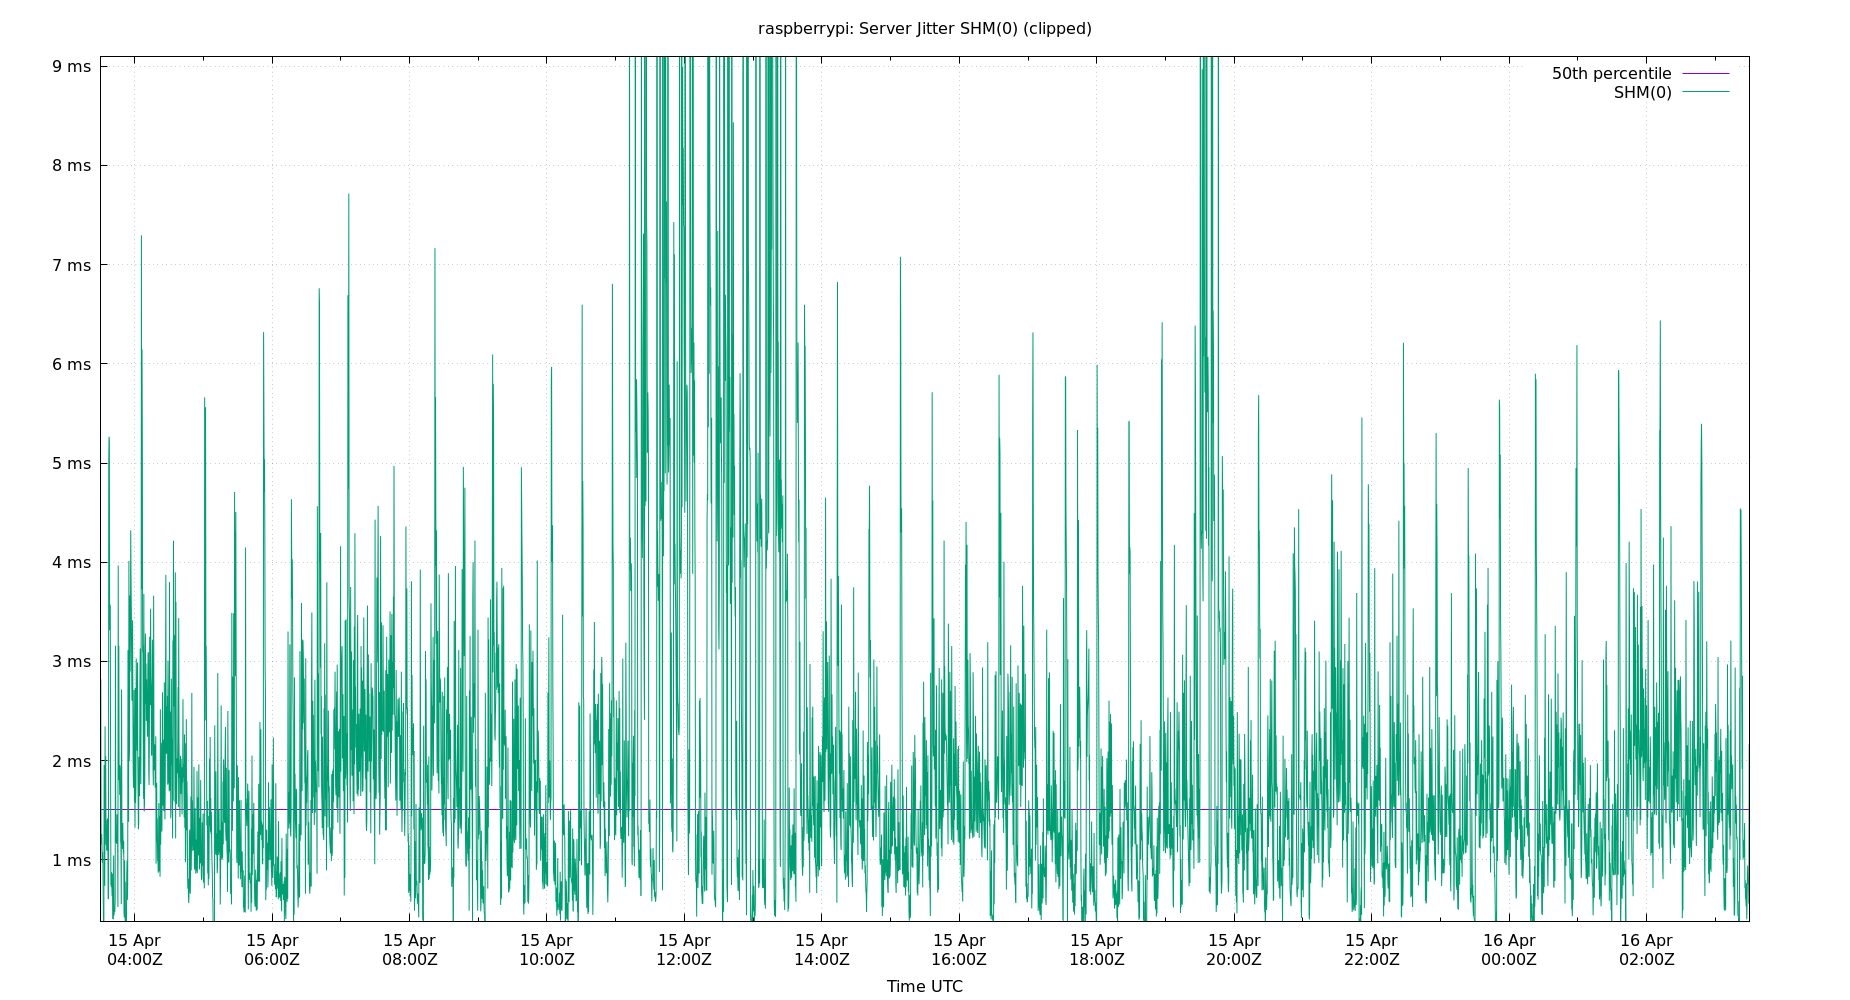 raspberrypi: Server Jitter SHM(0) (clipped)
9 ms
50th percentile
SHM(0)
8 ms
7 ms
6 ms
5 ms
4 ms
3 ms
2 ms
1 ms
15 Apr 15 Apr 15 Apr 15 Apr 15 Apr 15 Apr 15 Apr 15 Apr 15 Apr 15 Apr 16 Apr 16 Apr
04:00Z 06:00Z 08:00Z 10:00Z 12:00Z 14:00Z 16:00Z 18:00Z 20:00Z 22:00Z 00:00Z 02:00Z
Time UTC